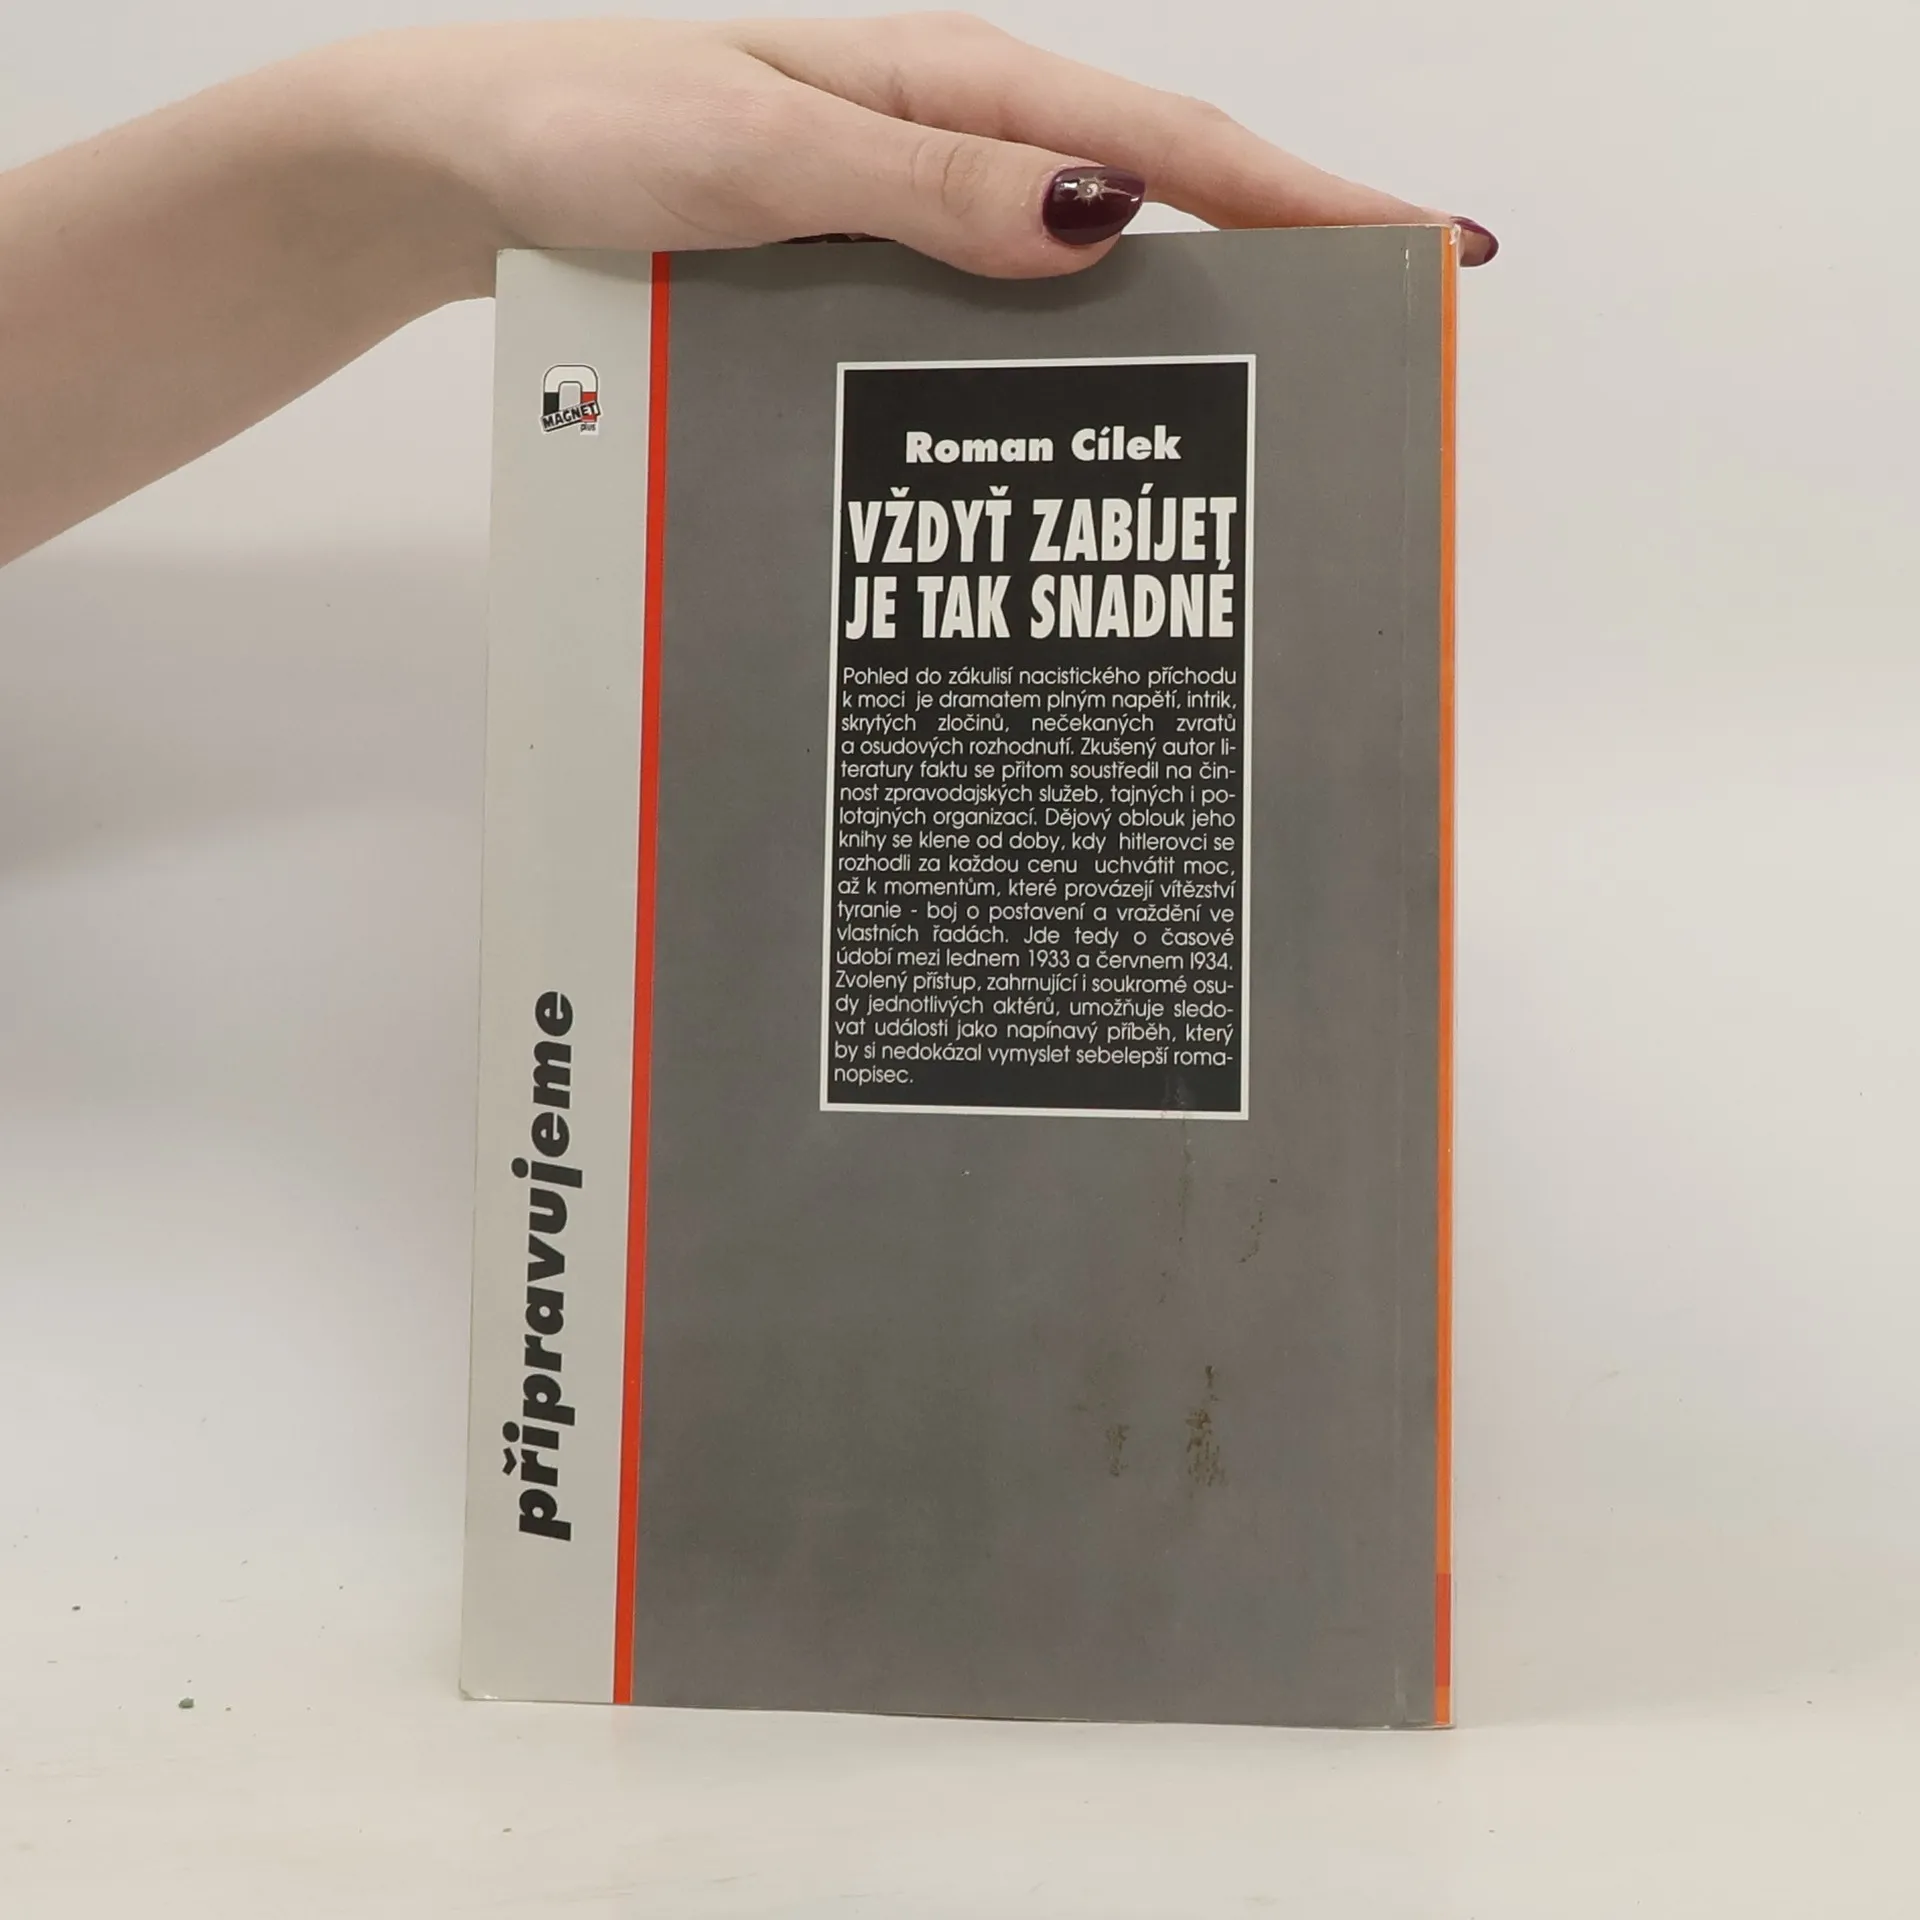 MAGNET
plus
Roman Cílek
VŽDYŤ ZABÍJET
JE TAK SNADNÉ
Pohled do zákulisí nacistického příchodu
k moci je dramatem plným napětí, intrik,
skrytých zločinů, nečekaných zvratů
a osudových rozhodnutí. Zkušený autor li-
teratury faktu se přitom soustředil na čin-
nost zpravodajských služeb, tajných i po-
lotajných organizací. Dějový oblouk jeho
knihy se klene od doby, kdy hitlerovci se
rozhodli za každou cenu uchvátit moc,
až k momentům, které provázejí vítězství
tyranie - boj o postavení a vraždění ve
vlastních řadách. Jde tedy o časové
údobí mezi lednem 1933 a červnem 1934.
Zvolený přístup, zahrnující i soukromé osu-
dy jednotlivých aktérů, umožňuje sledo-
vat události jako napínavý příběh, který
by si nedokázal vymyslet sebelepší roma-
nopisec.
připravujeme